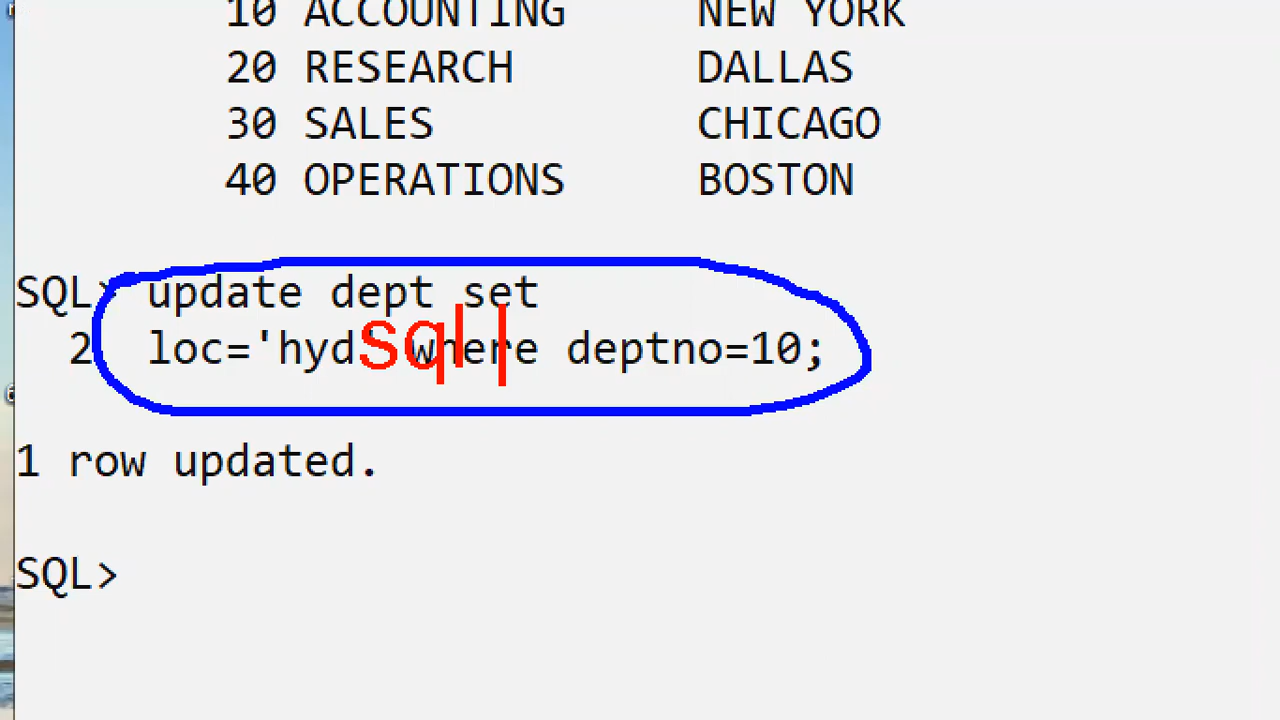 10 ACCOUNTING NEW YORK
20 RESEARCH DALLAS
30 SALES CHICAGO
40 OPERATIONS BOSTON
SQL> update dept set
2 loc='hyd' where deptno=10;
sql
1 row updated.
SQL>